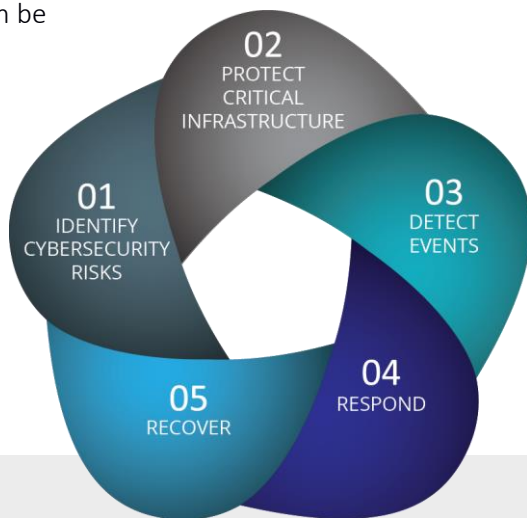 n be
02
PROTECT
CRITICAL
INFRASTRUCTURE
01
IDENTIFY
CYBERSECURITY
RISKS
03
DETECT
EVENTS
04
RESPOND
05
RECOVER